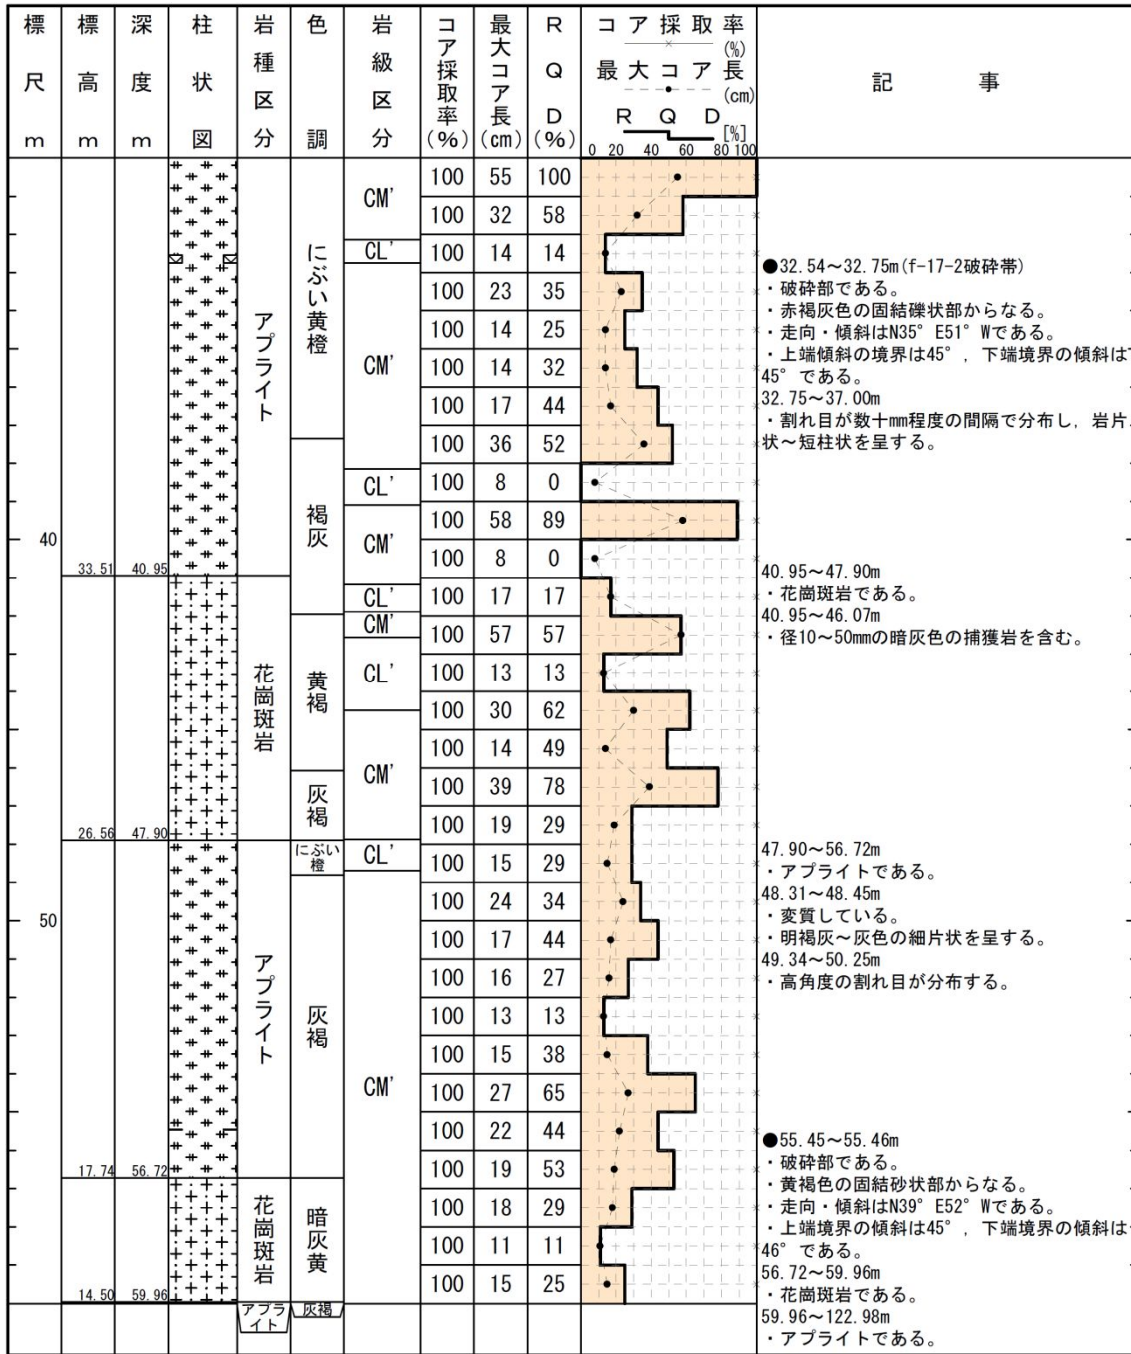 標尺m
標高m
深度m
柱状図
岩種区分
色調
岩級区分
コア採取率(%)
最大コア長(cm)
RQD(%)
コア採取率
(%)
最大コア長
(cm)
RQD
[%]
0 20 40 60 80 100
記事
40
50
33.51 40.95
26.56 47.90
17.74 56.72
14.50 59.96
アプライト
花崗斑岩
アプライト
花崗斑岩
アプライト
にぶい黄橙
褐灰
黄褐
灰褐
にぶい橙
灰褐
暗灰黄
灰褐
CM'
CL'
CM'
CL'
CM'
CL'
CM'
CL'
CM'
CL'
CM'
100 55 100
100 32 58
100 14 14
100 23 35
100 14 25
100 14 32
100 17 44
100 36 52
100 8 0
100 58 89
100 8 0
100 17 17
100 57 57
100 13 13
100 30 62
100 14 49
100 39 78
100 19 29
100 15 29
100 24 34
100 17 44
100 16 27
100 13 13
100 15 38
100 27 65
100 22 44
100 19 53
100 18 29
100 11 11
100 15 25
●32.54～32.75m(f-17-2破砕帯)
・破砕部である。
・赤褐灰色の固結礫状部からなる。
・走向・傾斜はN35°E51°Wである。
・上端傾斜の境界は45°，下端境界の傾斜は
45°である。
32.75～37.00m
・割れ目が数十mm程度の間隔で分布し，岩片
状～短柱状を呈する。
40.95～47.90m
・花崗斑岩である。
40.95～46.07m
・径10～50mmの暗灰色の捕獲岩を含む。
47.90～56.72m
・アプライトである。
48.31～48.45m
・変質している。
・明褐灰～灰色の細片状を呈する。
49.34～50.25m
・高角度の割れ目が分布する。
●55.45～55.46m
・破砕部である。
・黄褐色の固結砂状部からなる。
・走向・傾斜はN39°E52°Wである。
・上端境界の傾斜は45°，下端境界の傾斜は
46°である。
56.72～59.96m
・花崗斑岩である。
59.96～122.98m
・アプライトである。